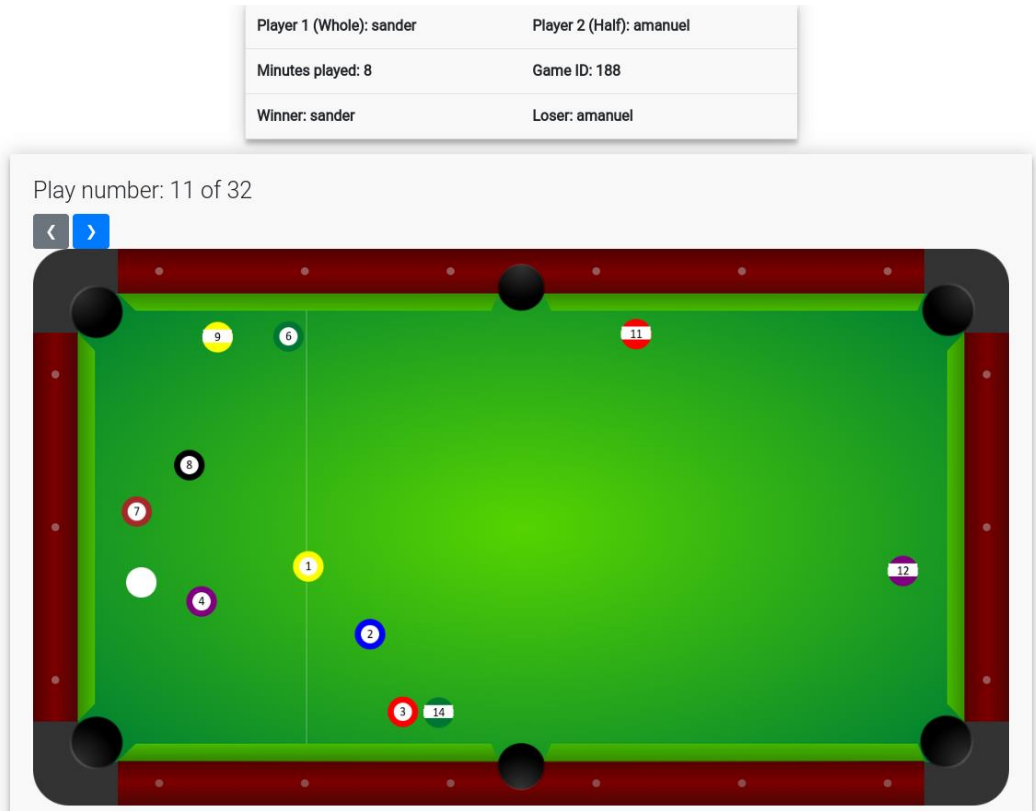 Player 1 (Whole): sander Player 2 (Half): amanuel
Minutes played: 8 Game ID: 188
Winner: sander Loser: amanuel
Play number: 11 of 32
❮ ❯
9 6 11
8
7
1 12
4
2
3 14